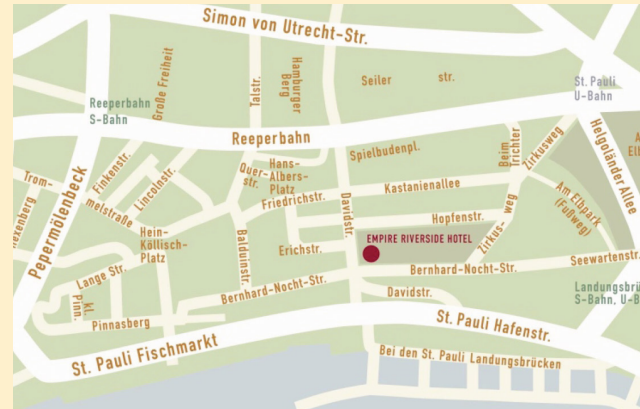 Simon von Utrecht-Str.
Große Freiheit
Talstr.
Hamburger
Berg
Seiler
str.
St. Pauli
U-Bahn
Reeperbahn
S-Bahn
Reeperbahn
Spielbudenpl.
Beim
Trichter
Zirkusweg
Helgoländer Allee
Finkenstr.
Lincolnstr.
Trom-
melstraße
Pepermölenbeck
Quer-
str.
Hans-
Albers-
Platz
Friedrichstr.
Davidstr.
Kastanienallee
Am Elbpark
(Fußweg)
Hopfenstr.
Zirkus-
weg
Hein-
Köllisch-
Platz
Balduinstr.
Erichstr.
EMPIRE RIVERSIDE HOTEL
Lange Str.
kl.
Pinn.
Bernhard-Nocht-Str.
Bernhard-Nocht-Str.
Seewartenstr.
Pinnasberg
Davidstr.
S-Bahn,
St. Pauli Fischmarkt
St. Pauli Hafenstr.
Bei den St. Pauli Landungsbrücken